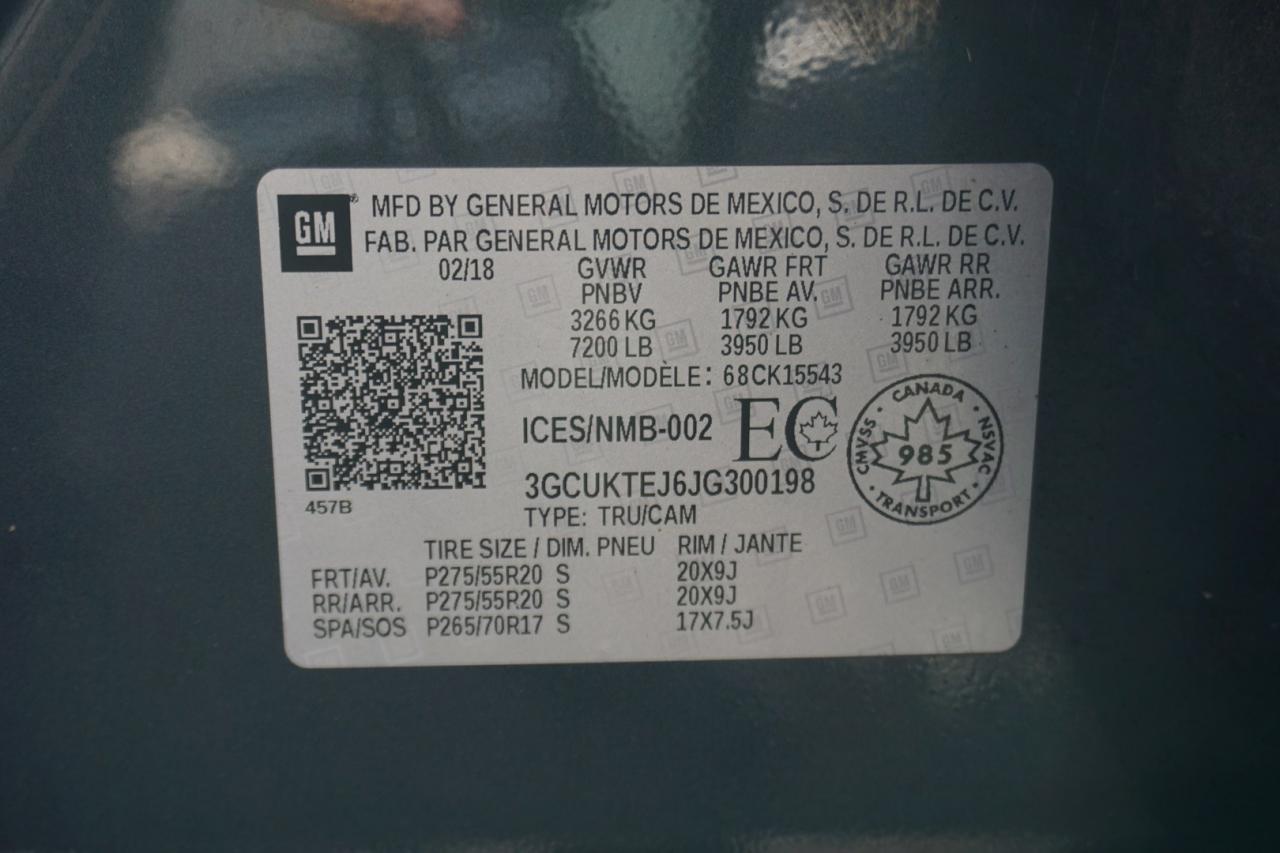 GM
MFD BY GENERAL MOTORS DE MEXICO, S. DE R.L. DE C.V.
FAB. PAR GENERAL MOTORS DE MEXICO, S. DE R.L. DE C.V.
02/18 GVWR GAWR FRT GAWR RR
PNBV PNBE AV. PNBE ARR.
3266 KG 1792 KG 1792 KG
7200 LB 3950 LB 3950 LB
MODEL/MODÈLE: 68CK15543
ICES/NMB-002 EC
CANADA
CMVSS 985 NSVAC
TRANSPORT
3GCUKTEJ6JG300198
457B
TYPE: TRU/CAM
TIRE SIZE / DIM. PNEU RIM / JANTE
FRT/AV. P275/55R20 S 20X9J
RR/ARR. P275/55R20 S 20X9J
SPA/SOS P265/70R17 S 17X7.5J